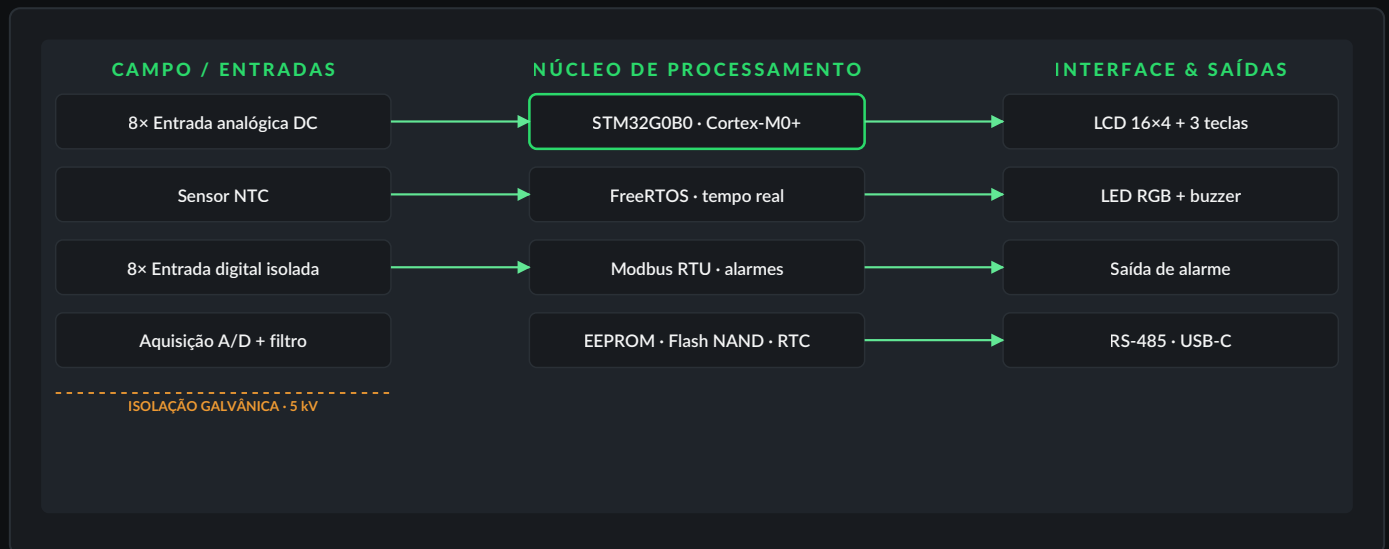 CAMPO / ENTRADAS
NÚCLEO DE PROCESSAMENTO
INTERFACE & SAÍDAS
8× Entrada analógica DC
STM32G0B0 · Cortex-M0+
LCD 16×4 + 3 teclas
Sensor NTC
FreeRTOS · tempo real
LED RGB + buzzer
8× Entrada digital isolada
Modbus RTU · alarmes
Saída de alarme
Aquisição A/D + filtro
EEPROM · Flash NAND · RTC
RS-485 · USB-C
ISOLAÇÃO GALVÂNICA · 5 kV